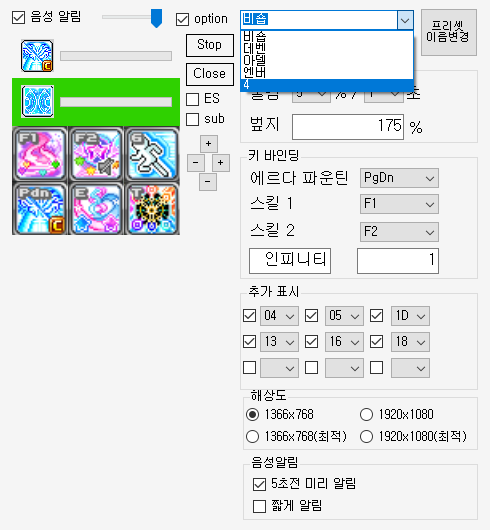 음성 알림
option
비숍
프리셋
이름변경
Stop
Close
ES
sub
+
- +
-
비숍
데벤
아델
엔버
4
초
벞지 175 %
F1 F2
Pdn
키 바인딩
에르다 파운틴 PgDn
스킬 1 F1
스킬 2 F2
인피니티 1
추가 표시
04 05 1D
13 16 18
해상도
1366x768 1920x1080
1366x768(최적) 1920x1080(최적)
음성알림
5초전 미리 알림
짧게 알림